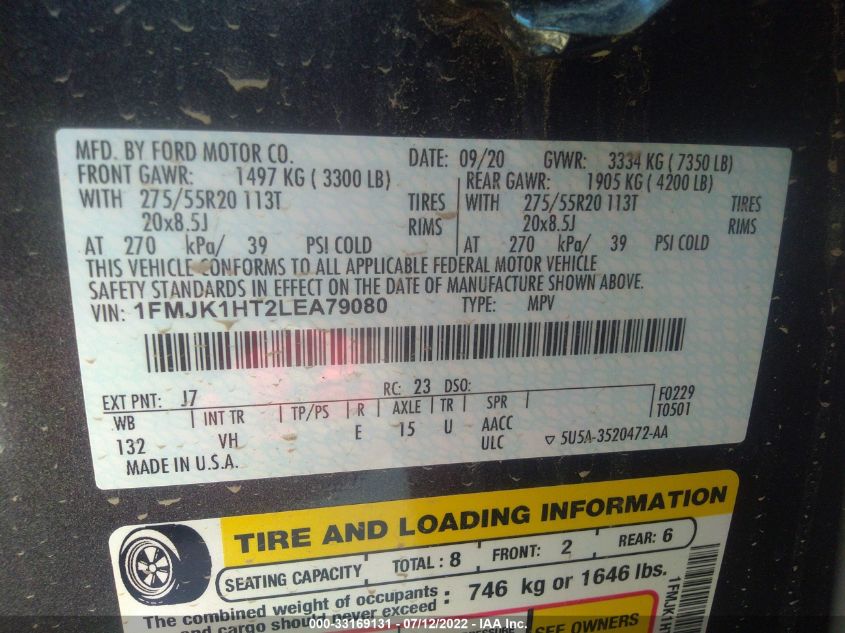 MFD. BY FORD MOTOR CO. DATE: 09/20 GVWR: 3334 KG ( 7350 LB)
FRONT GAWR: 1497 KG ( 3300 LB) REAR GAWR: 1905 KG ( 4200 LB)
WITH 275/55R20 113T TIRES WITH 275/55R20 113T TIRES
20x8.5J RIMS 20x8.5J RIMS
AT 270 kPa/ 39 PSI COLD AT 270 kPa/ 39 PSI COLD
THIS VEHICLE CONFORMS TO ALL APPLICABLE FEDERAL MOTOR VEHICLE
SAFETY STANDARDS IN EFFECT ON THE DATE OF MANUFACTURE SHOWN ABOVE.
VIN: 1FMJK1HT2LEA79080 TYPE: MPV
EXT PNT: J7 RC: 23 DSO: F0229
WB INT TR TP/PS R AXLE TR SPR T0501
132 VH E 15 U AACC
ULC 5U5A-3520472-AA
MADE IN U.S.A.
TIRE AND LOADING INFORMATION
SEATING CAPACITY TOTAL : 8 FRONT: 2 REAR: 6
The combined weight of occupants : 746 kg or 1646 lbs.
and cargo should never exceed
SEE OWNERS
1FMJK1HT
000-33169131 - 07/12/2022 - IAA Inc.